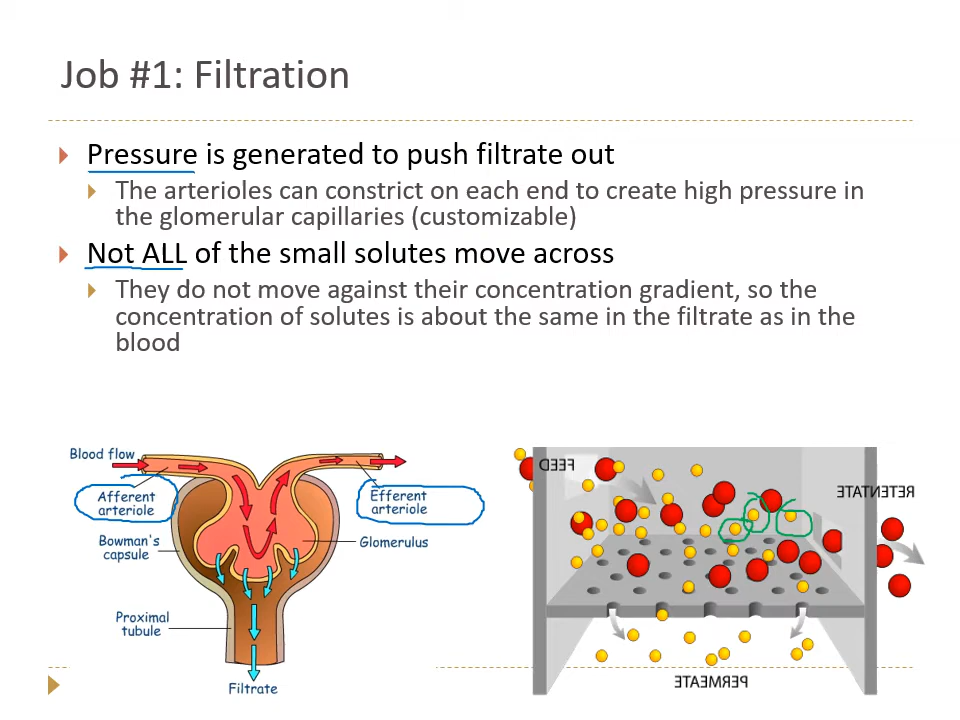 Job #1: Filtration
Pressure is generated to push filtrate out
The arterioles can constrict on each end to create high pressure in
the glomerular capillaries (customizable)
Not ALL of the small solutes move across
They do not move against their concentration gradient, so the
concentration of solutes is about the same in the filtrate as in the
blood
Blood flow
Afferent
arteriole
Bowman's
capsule
Proximal
tubule
Filtrate
Efferent
arteriole
Glomerulus
FEED
RETENTATE
PERMEATE